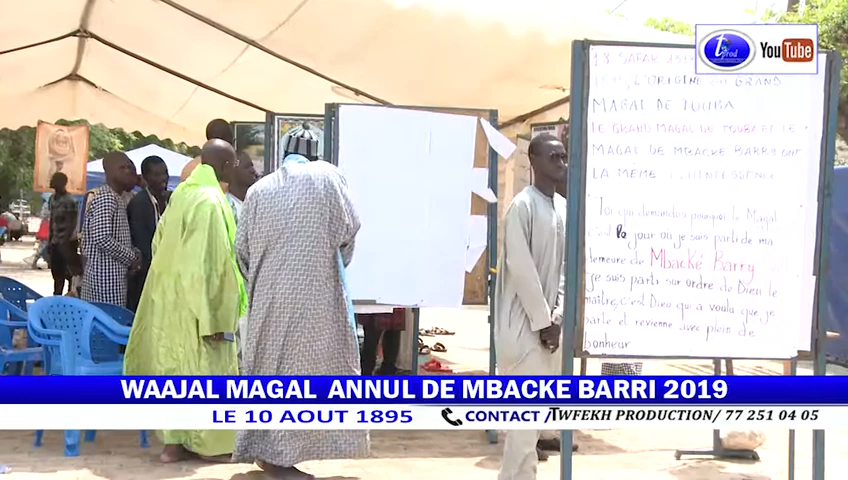 YouTube
18 SAFAR
L'ORIGINE DU GRAND
MAGAL DE TOUBA
LE GRAND MAGAL DE TOUBA ET LE
MAGAL DE MBACKE BARRY ONT
LA MÊME
Toi qui demandes pourquoi le Magal
c'est le jour où je suis parti de ma
demeure de Mbacké Barry
je suis parti sur ordre de Dieu le
maître, c'est Dieu qui a voulu que je
parte et revienne avec plein de
bonheur
WAAJAL MAGAL ANNUL DE MBACKE BARRI 2019
LE 10 AOUT 1895 CONTACT / TWFEKH PRODUCTION/ 77 251 04 05